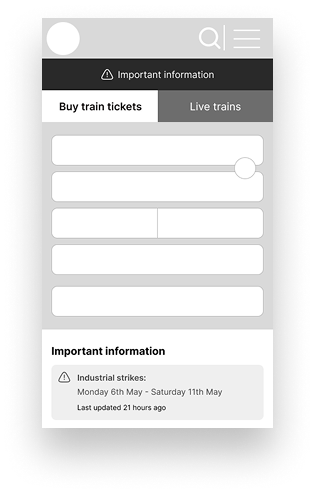 Important information
Buy train tickets
Live trains
Important information
Industrial strikes:
Monday 6th May - Saturday 11th May
Last updated 21 hours ago